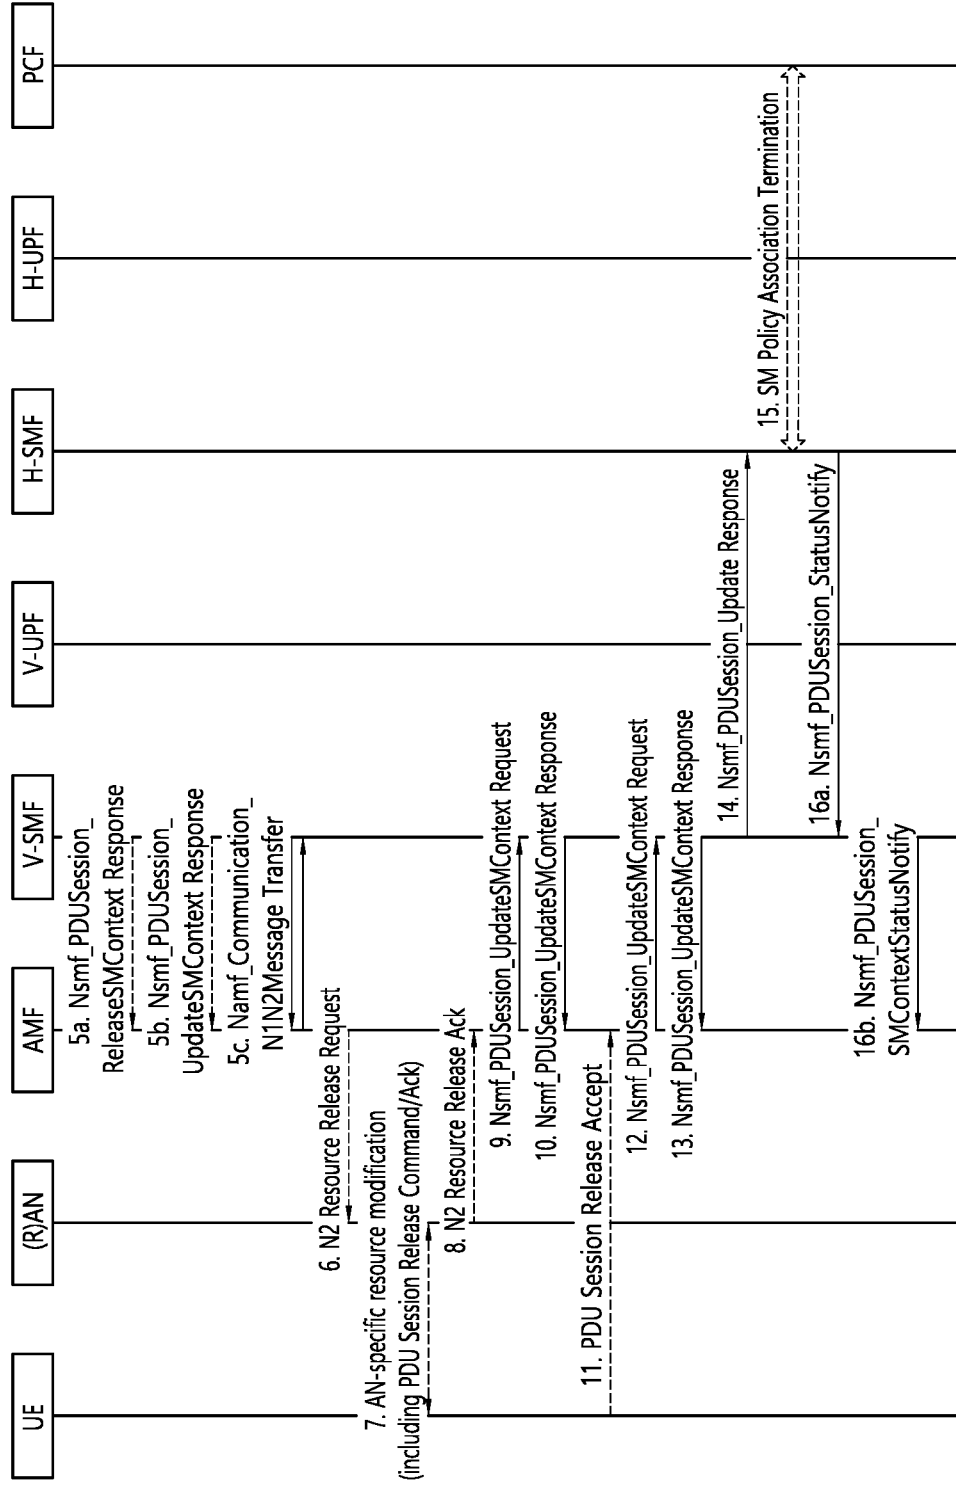 UE
(R)AN
AMF
V-SMF
V-UPF
H-SMF
H-UPF
PCF
5a. Nsmf_PDUSession_
ReleaseSMContext Response
5b. Nsmf_PDUSession_
UpdateSMContext Response
5c. Namf_Communication_
N1N2Message Transfer
6. N2 Resource Release Request
7. AN-specific resource modification
(including PDU Session Release Command/Ack)
8. N2 Resource Release Ack
9. Nsmf_PDUSession_UpdateSMContext Request
10. Nsmf_PDUSession_UpdateSMContext Response
11. PDU Session Release Accept
12. Nsmf_PDUSession_UpdateSMContext Request
13. Nsmf_PDUSession_UpdateSMContext Response
14. Nsmf_PDUSession_Update Response
15. SM Policy Association Termination
16a. Nsmf_PDUSession_StatusNotify
16b. Nsmf_PDUSession_
SMContextStatusNotify